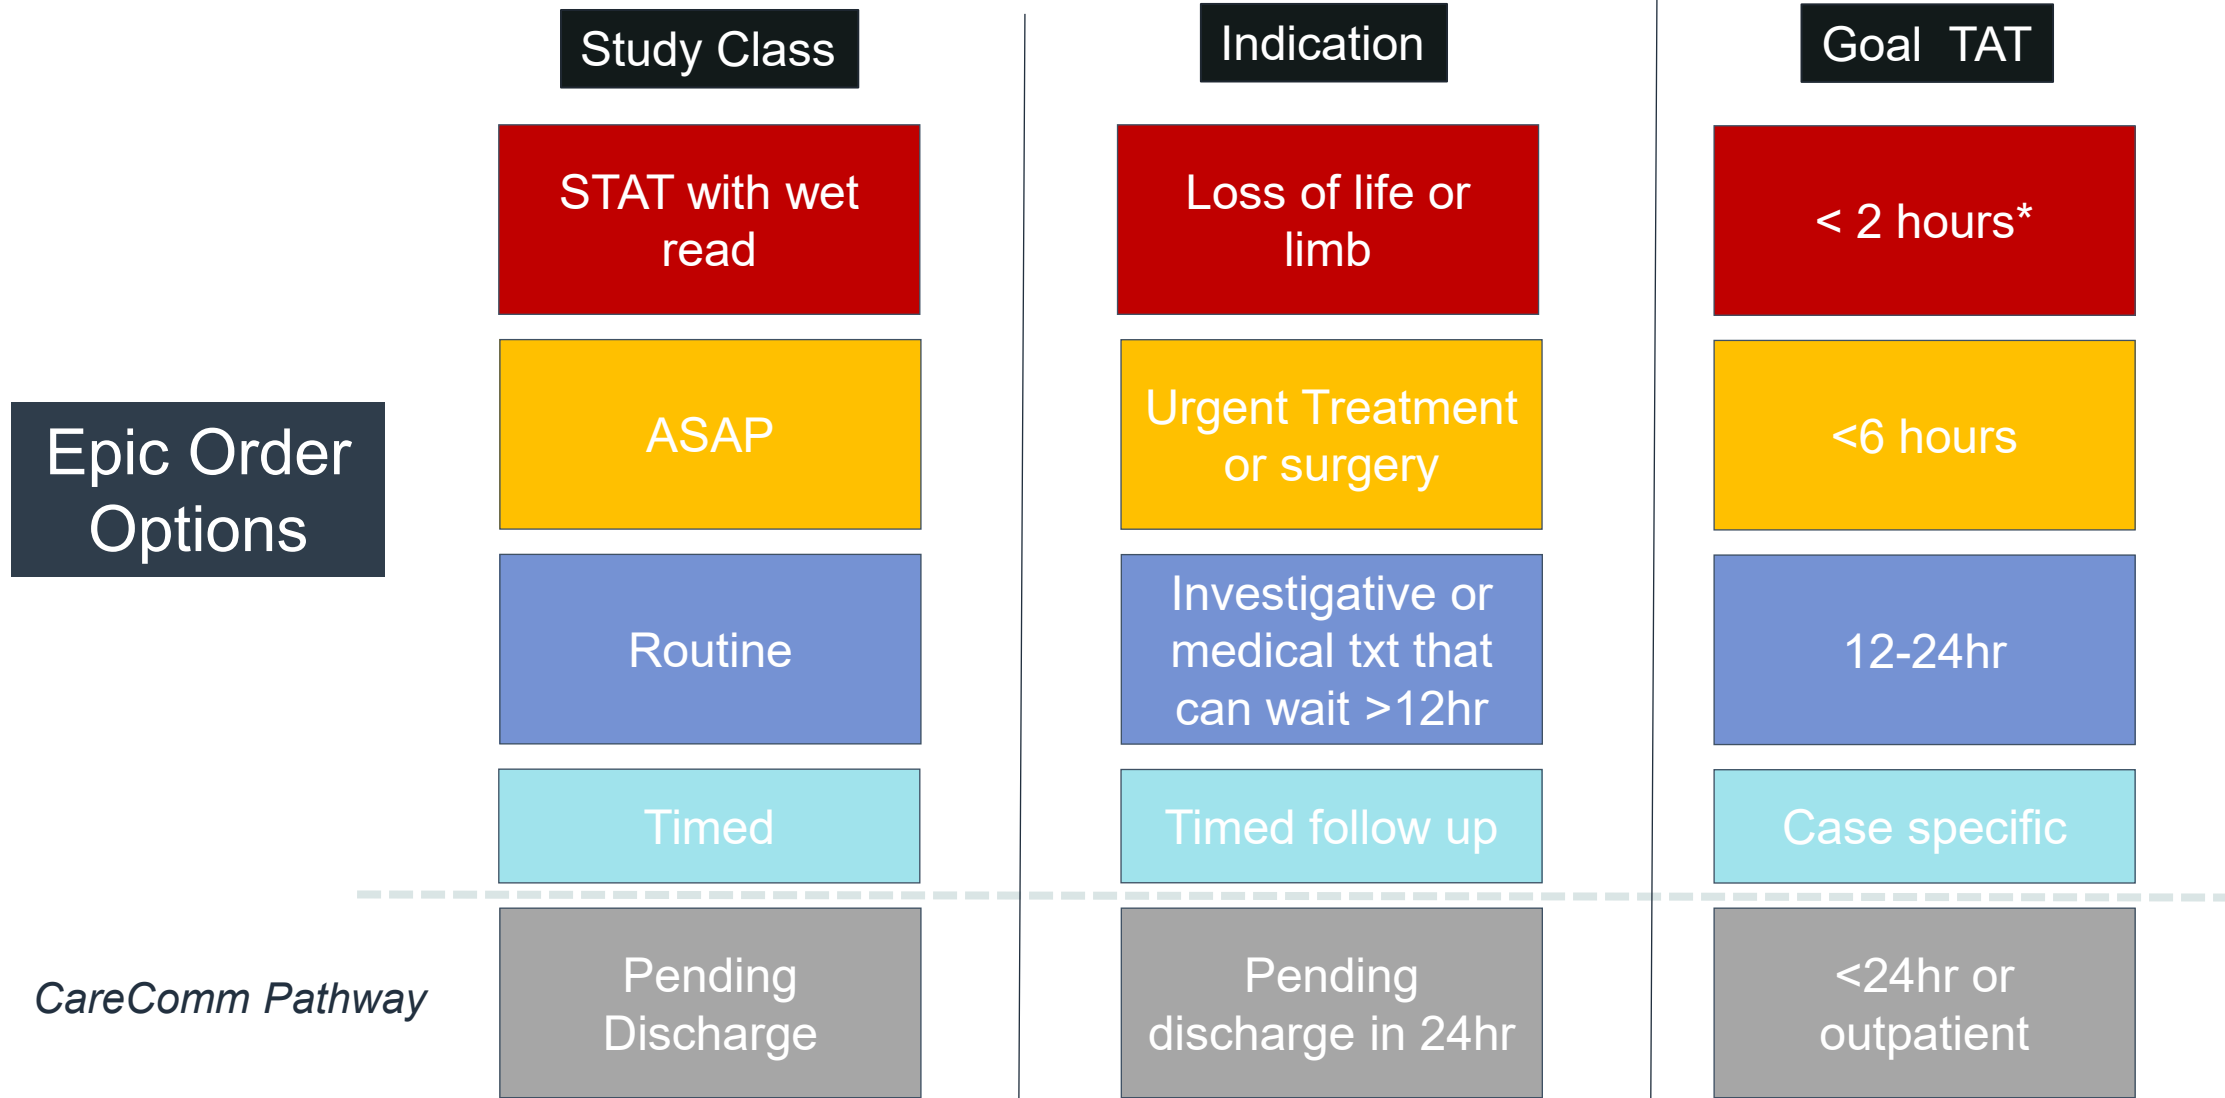 Study Class
Indication
Goal TAT
STAT with wet
read
Loss of life or
limb
< 2 hours*
Epic Order
Options
ASAP
Urgent Treatment
or surgery
<6 hours
Routine
Investigative or
medical txt that
can wait >12hr
12-24hr
Timed
Timed follow up
Case specific
CareComm Pathway
Pending
Discharge
Pending
discharge in 24hr
<24hr or
outpatient